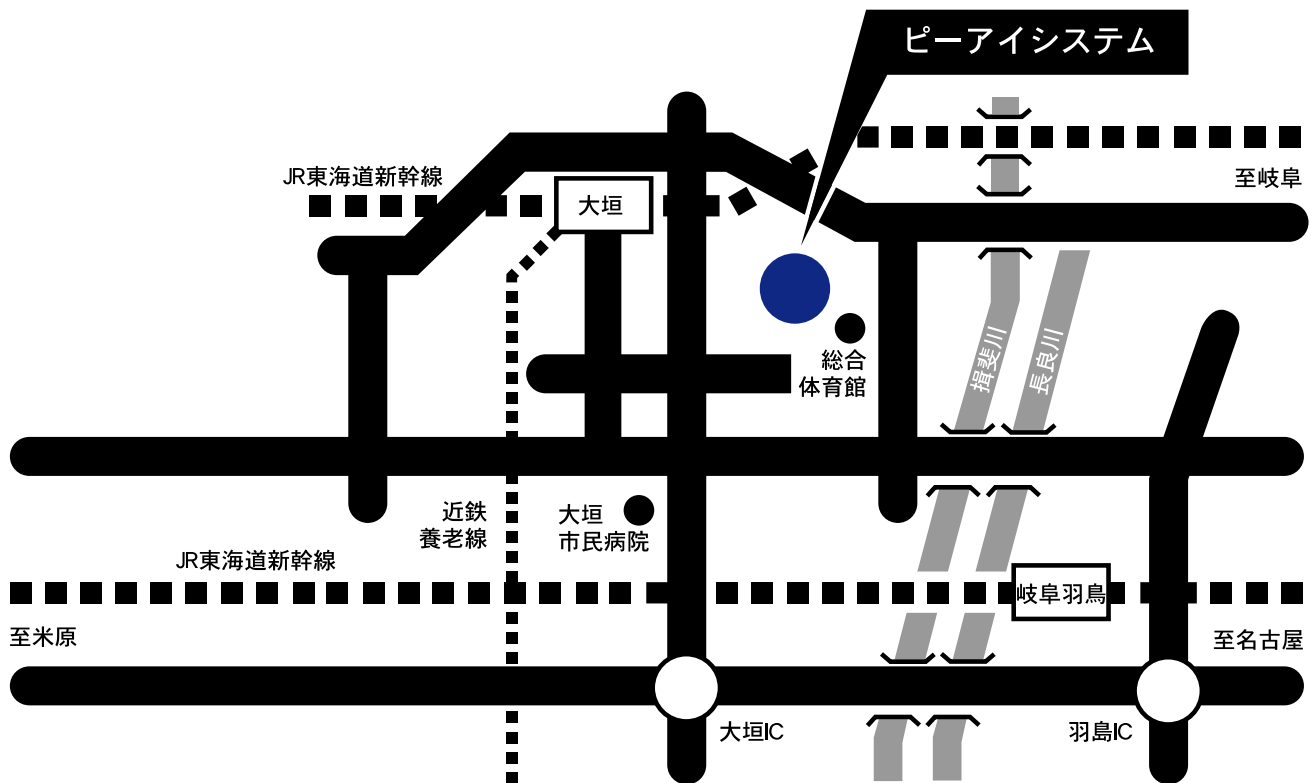 ピーアイシステム
JR東海道新幹線
至岐阜
大垣
揖斐川
長良川
総合
体育館
近鉄
養老線
大垣
市民病院
JR東海道新幹線
岐阜羽鳥
至米原
至名古屋
大垣IC
羽島IC